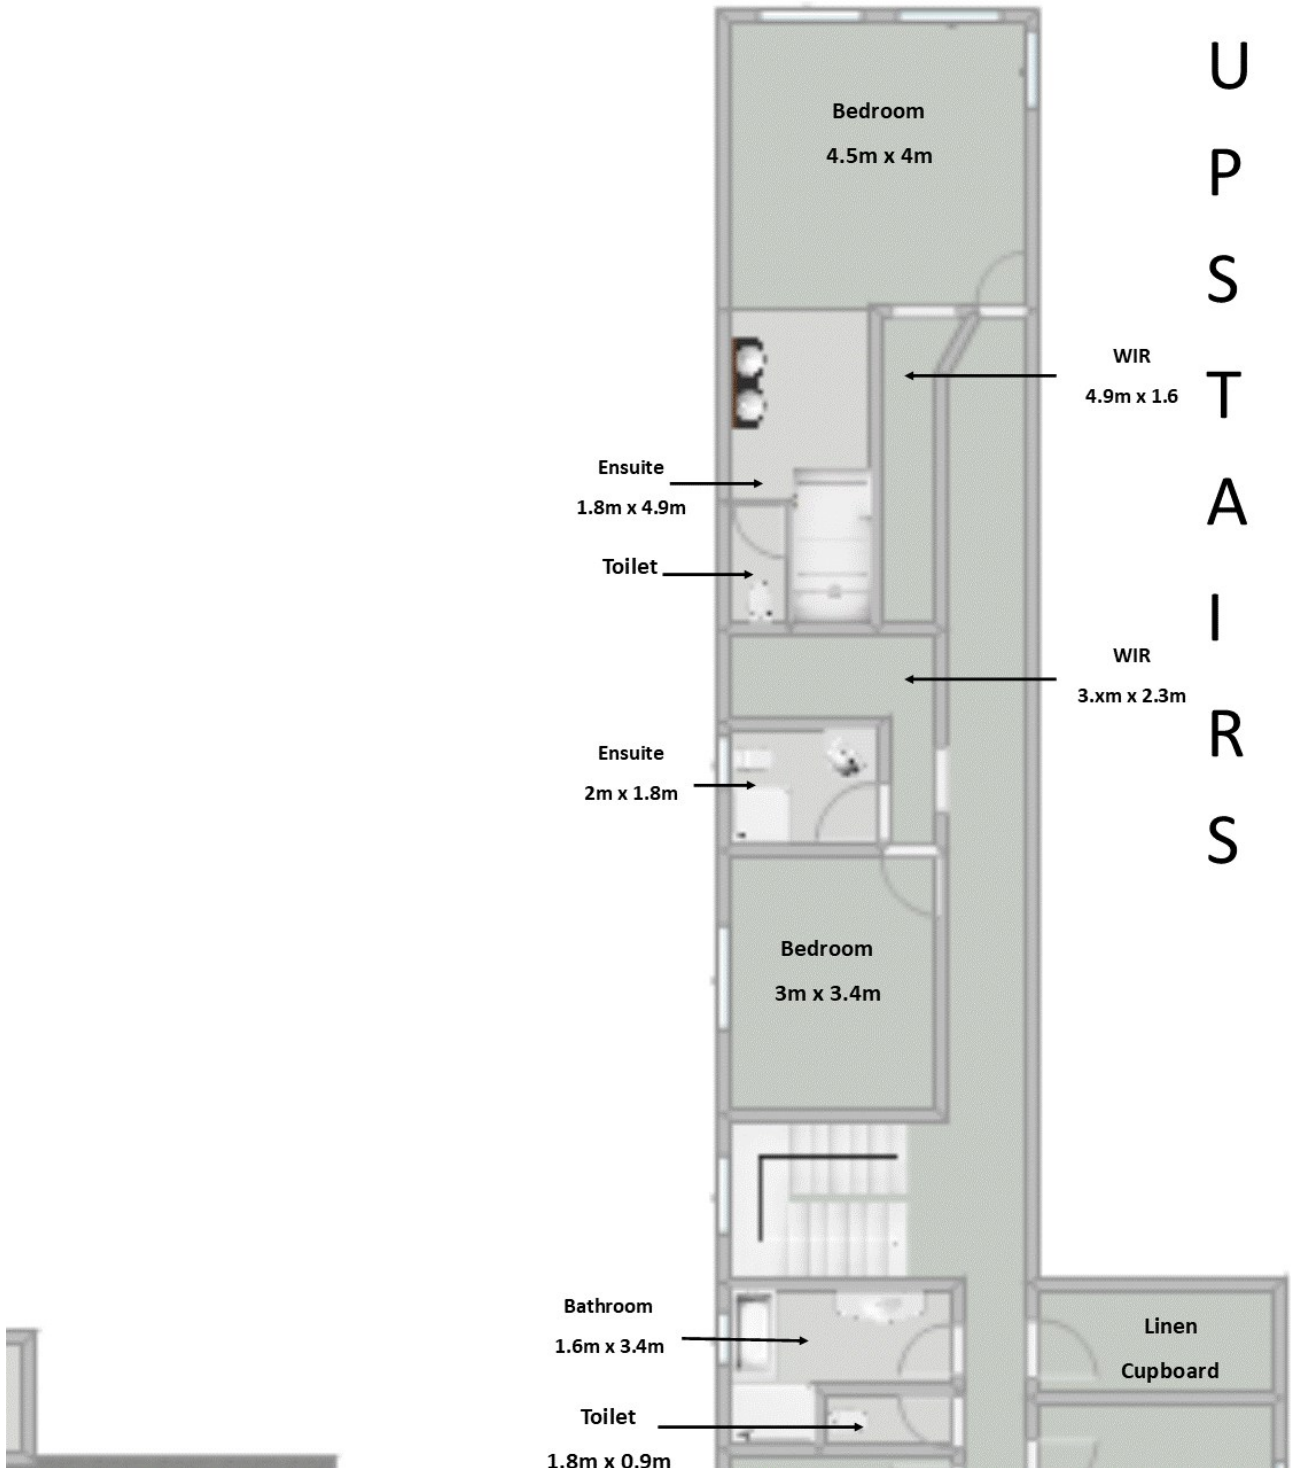 Bedroom
4.5m x 4m
WIR
4.9m x 1.6
Ensuite
1.8m x 4.9m
Toilet
WIR
3.xm x 2.3m
Ensuite
2m x 1.8m
Bedroom
3m x 3.4m
Bathroom
1.6m x 3.4m
Linen
Cupboard
Toilet
1.8m x 0.9m
U
P
S
T
A
I
R
S